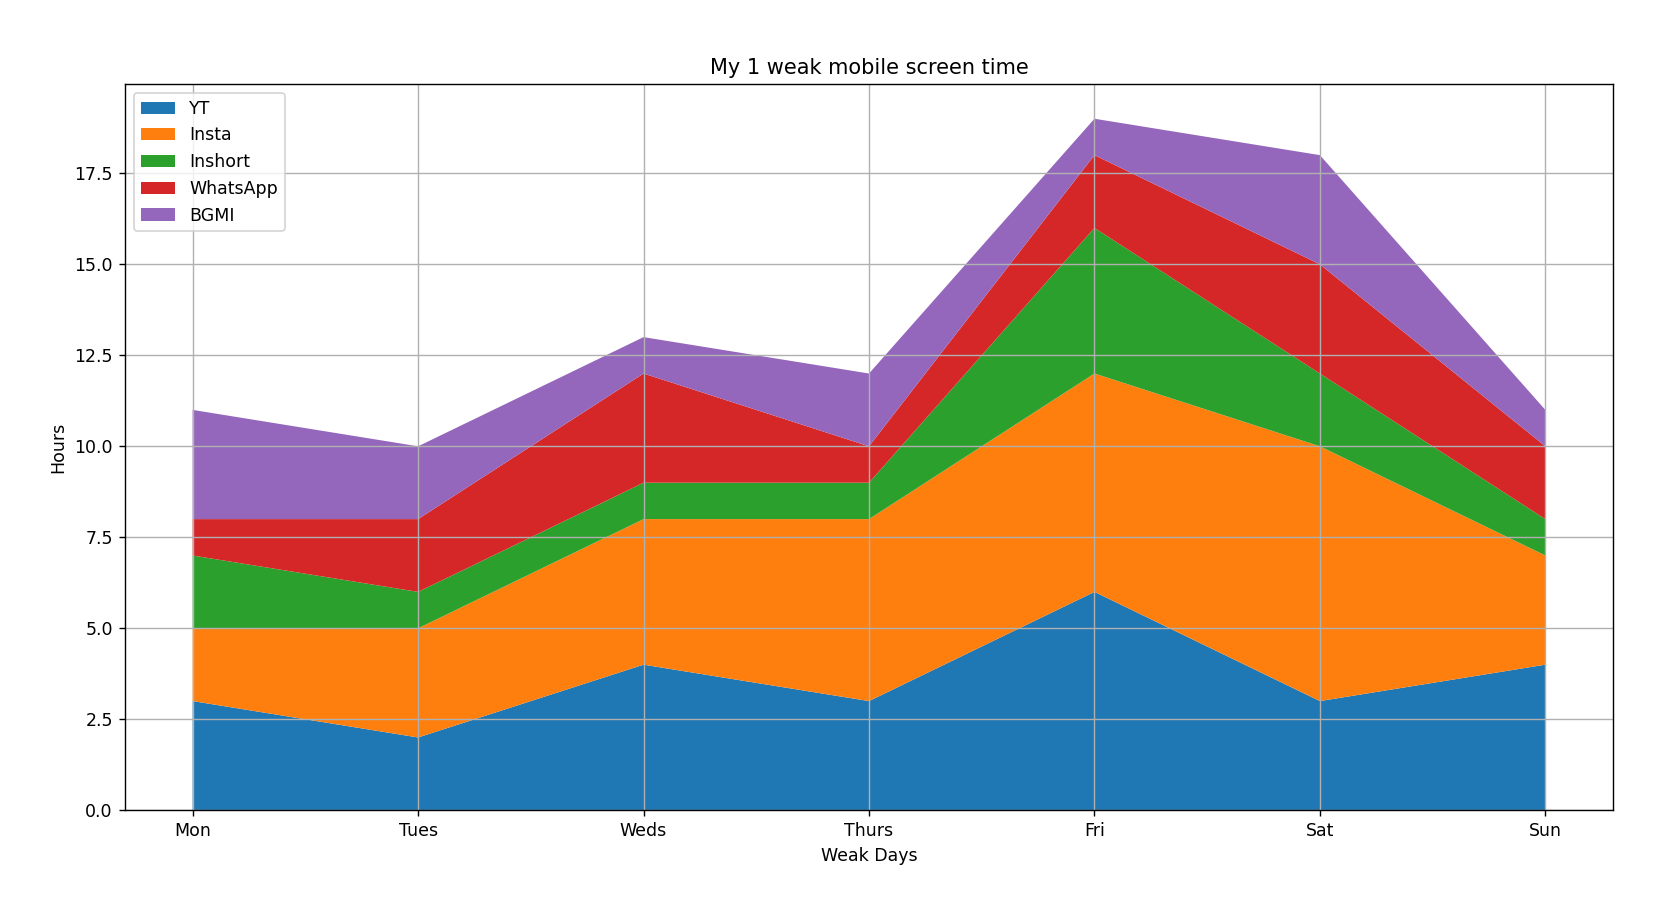 My 1 weak mobile screen time
YT
Insta
Inshort
WhatsApp
BGMI
17.5
15.0
12.5
10.0
7.5
5.0
2.5
0.0
Hours
Mon Tues Weds Thurs Fri Sat Sun
Weak Days